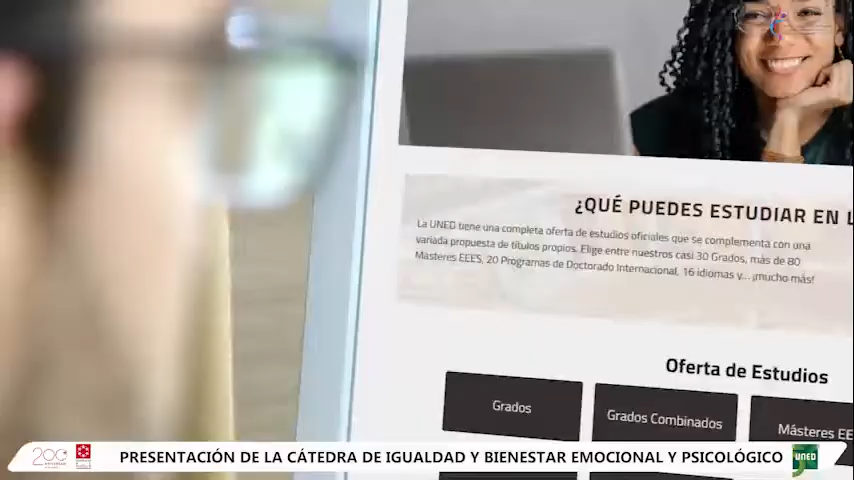 ¿QUÉ PUEDES ESTUDIAR EN L
La UNED tiene una completa oferta de estudios oficiales que se complementa con una
variada propuesta de títulos propios. Elige entre nuestros casi 30 Grados, más de 80
Másteres EEES, 20 Programas de Doctorado Internacional, 16 idiomas y... ¡mucho más!
Oferta de Estudios
Grados
Grados Combinados
Másteres EE
200
PRESENTACIÓN DE LA CÁTEDRA DE IGUALDAD Y BIENESTAR EMOCIONAL Y PSICOLÓGICO
UNED